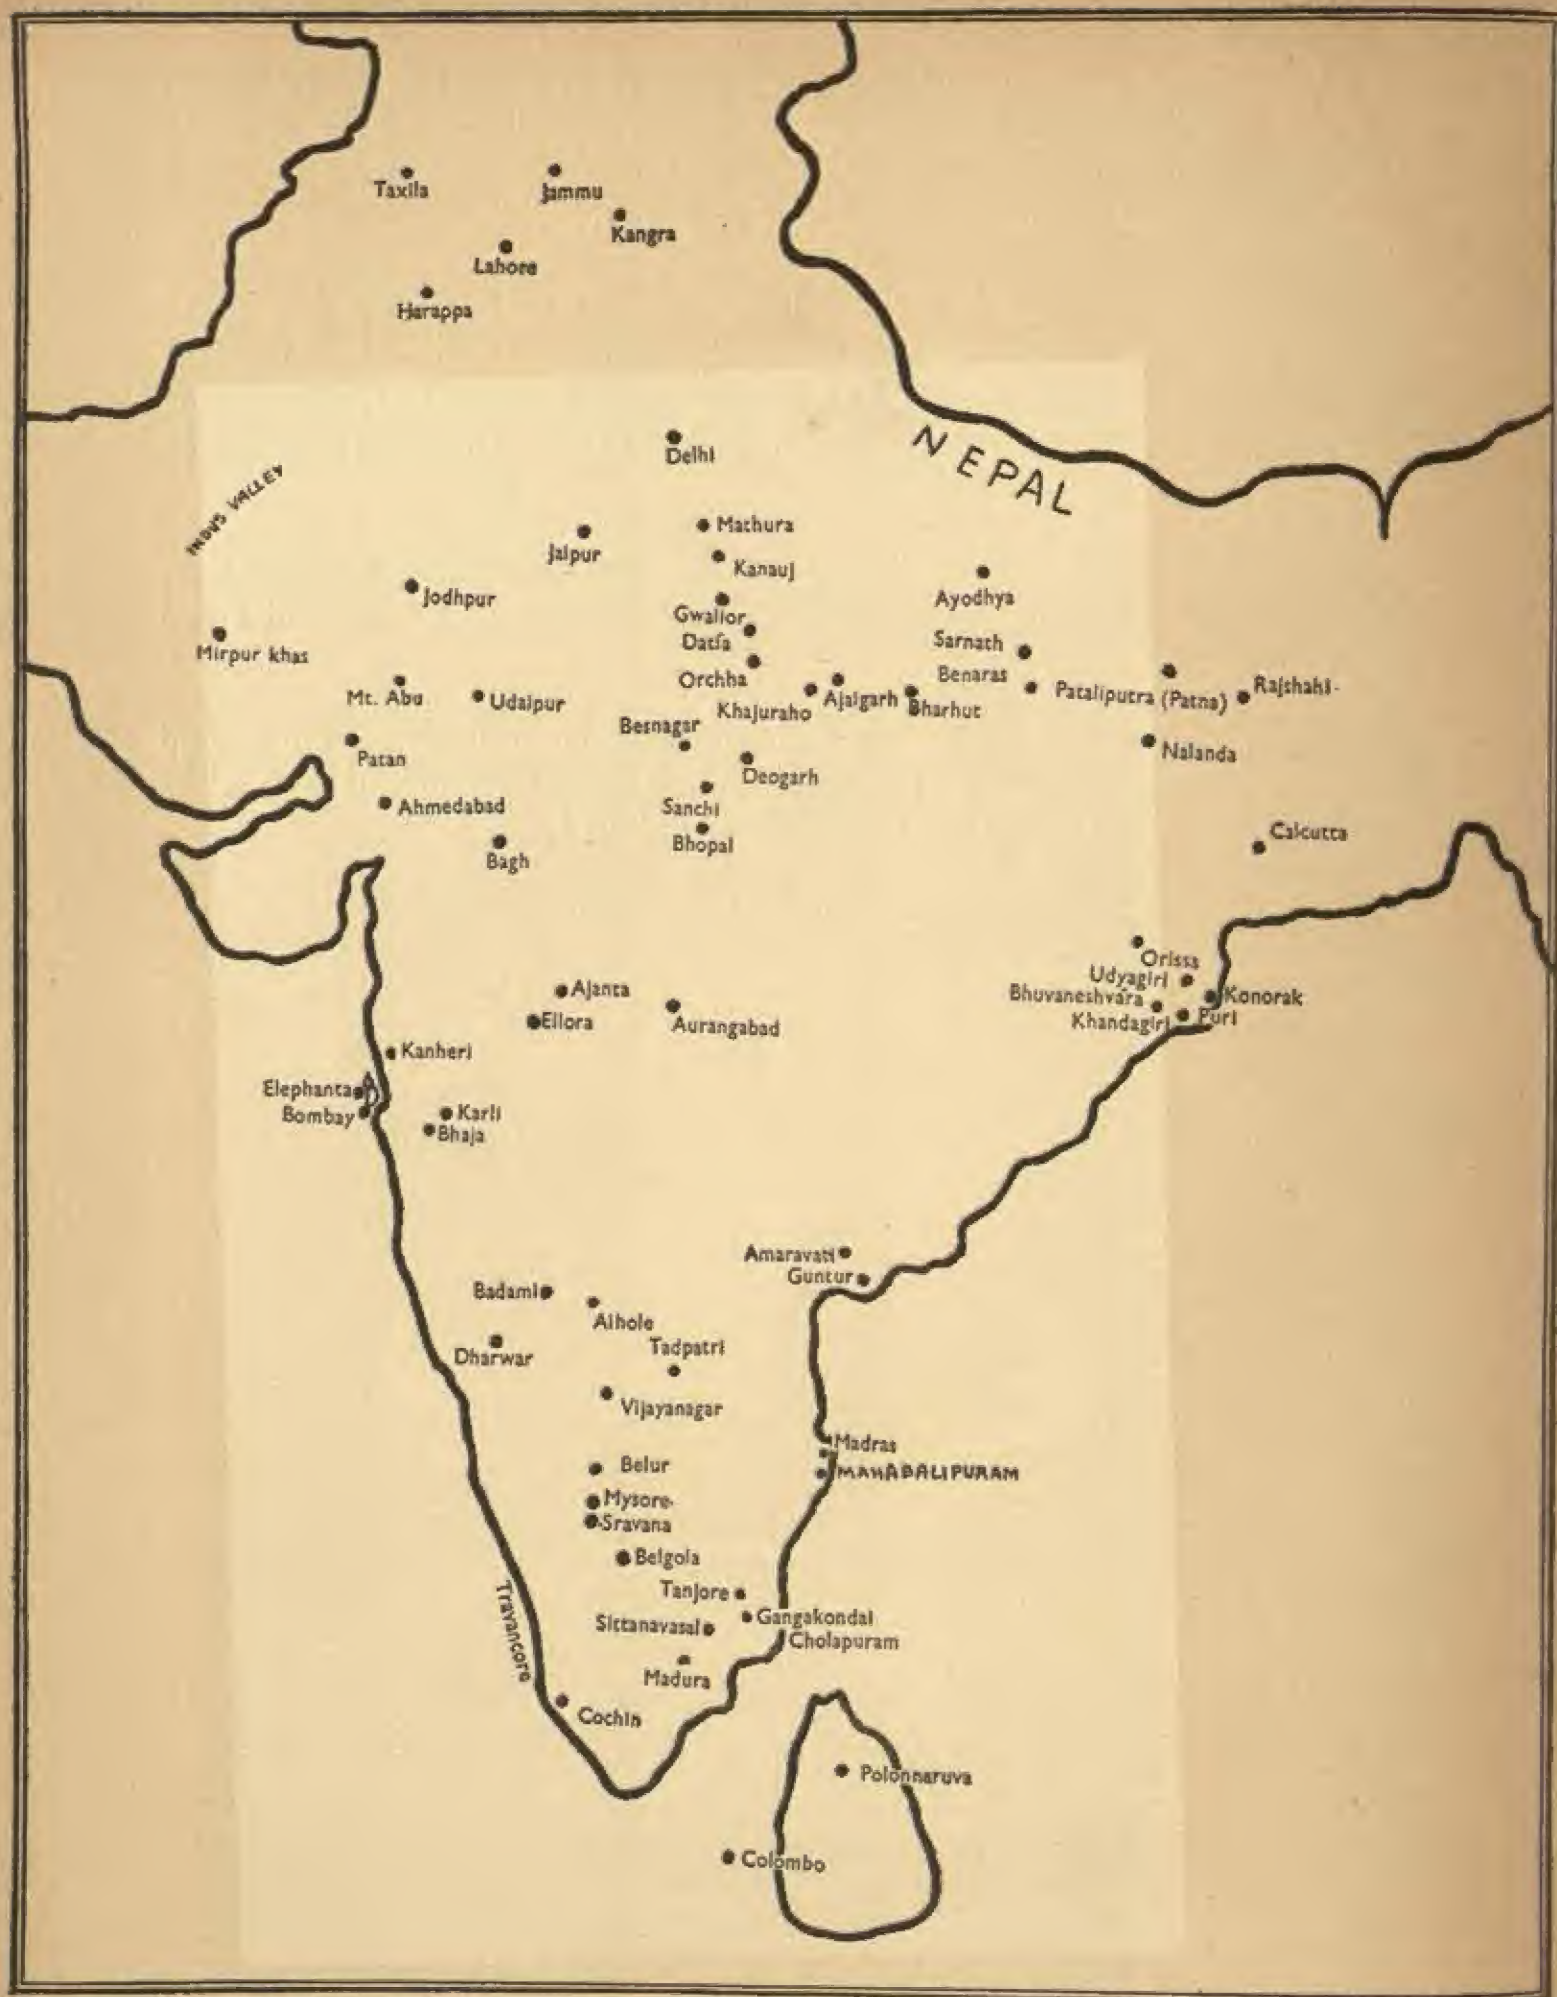 Taxila
Jammu
Kangra
Lahore
Harappa
NEPAL
Delhi
INDUS VALLEY
Mathura
Jaipur
Kanauj
Jodhpur
Ayodhya
Gwalior
Datia
Sarnath
Mirpur khas
Orchha
Benaras
Rajshahi
Mt. Abu
Udaipur
Khajuraho
Ajaigarh
Bharhut
Pataliputra (Patna)
Besnagar
Patan
Nalanda
Deogarh
Ahmedabad
Sanchi
Calcutta
Bhopal
Bagh
Orissa
Udyagiri
Ajanta
Bhuvaneshvara
Konorak
Ellora
Aurangabad
Khandagiri
Puri
Kanheri
Elephanta
Bombay
Karli
Bhaja
Amaravati
Guntur
Badami
Aihole
Tadpatri
Dharwar
Vijayanagar
Madras
Belur
MAHABALIPURAM
Mysore
Sravana
Belgola
Tanjore
Gangakondai
Sittanavasal
Cholapuram
Travancore
Madura
Cochin
Polonnaruva
Colombo